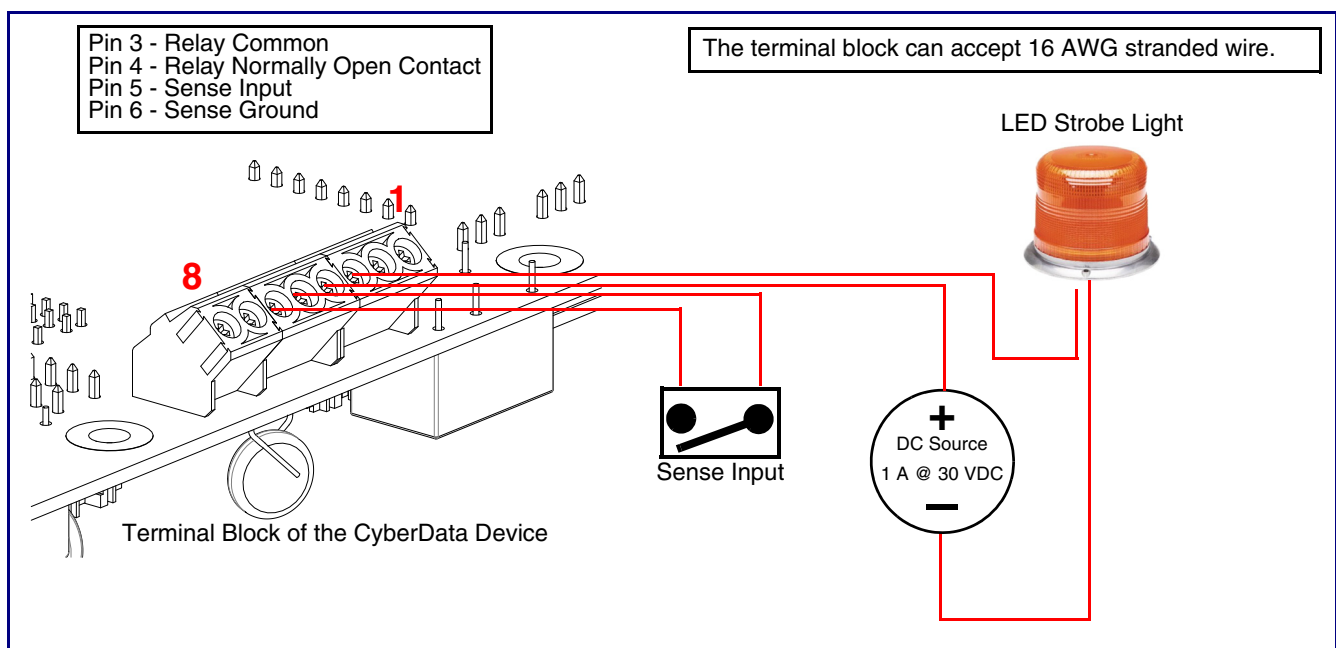 Pin 3 - Relay Common
Pin 4 - Relay Normally Open Contact
Pin 5 - Sense Input
Pin 6 - Sense Ground
The terminal block can accept 16 AWG stranded wire.
LED Strobe Light
1
8
+
DC Source
1 A @ 30 VDC
—
Sense Input
Terminal Block of the CyberData Device